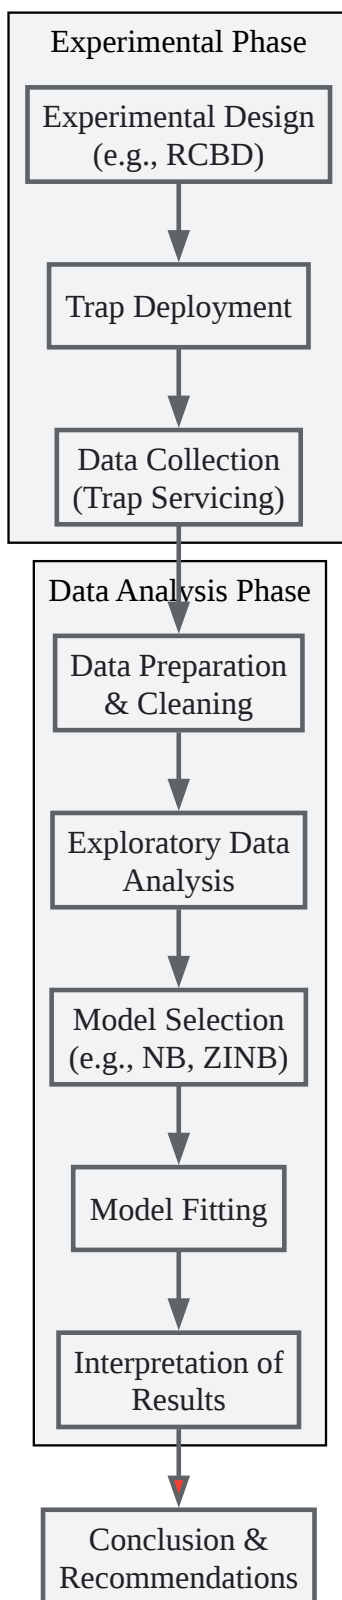 Experimental Phase
Experimental Design
(e.g., RCBD)
Trap Deployment
Data Collection
(Trap Servicing)
Data Analysis Phase
Data Preparation
& Cleaning
Exploratory Data
Analysis
Model Selection
(e.g., NB, ZINB)
Model Fitting
Interpretation of
Results
Conclusion &
Recommendations